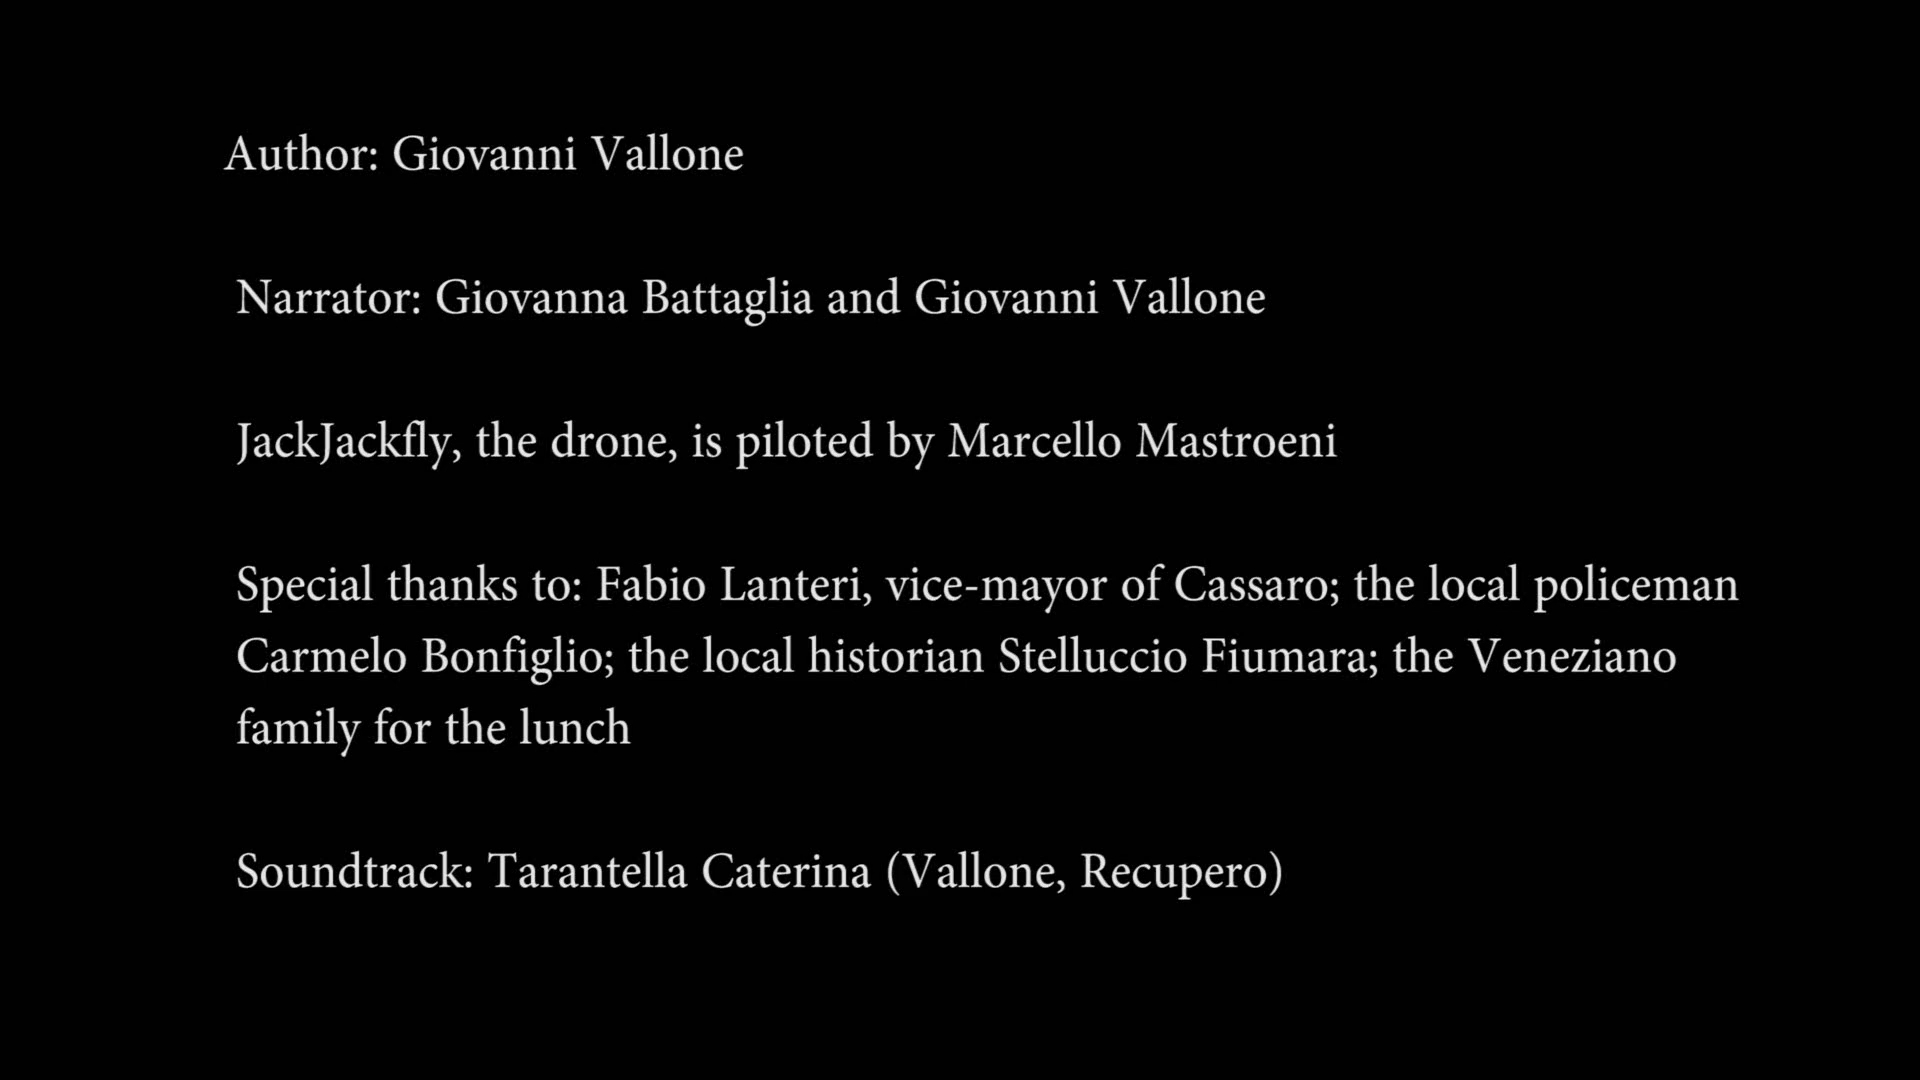 Author: Giovanni Vallone
Narrator: Giovanna Battaglia and Giovanni Vallone
JackJackfly, the drone, is piloted by Marcello Mastroeni
Special thanks to: Fabio Lanteri, vice-mayor of Cassaro; the local policeman
Carmelo Bonfiglio; the local historian Stelluccio Fiumara; the Veneziano
family for the lunch
Soundtrack: Tarantella Caterina (Vallone, Recupero)